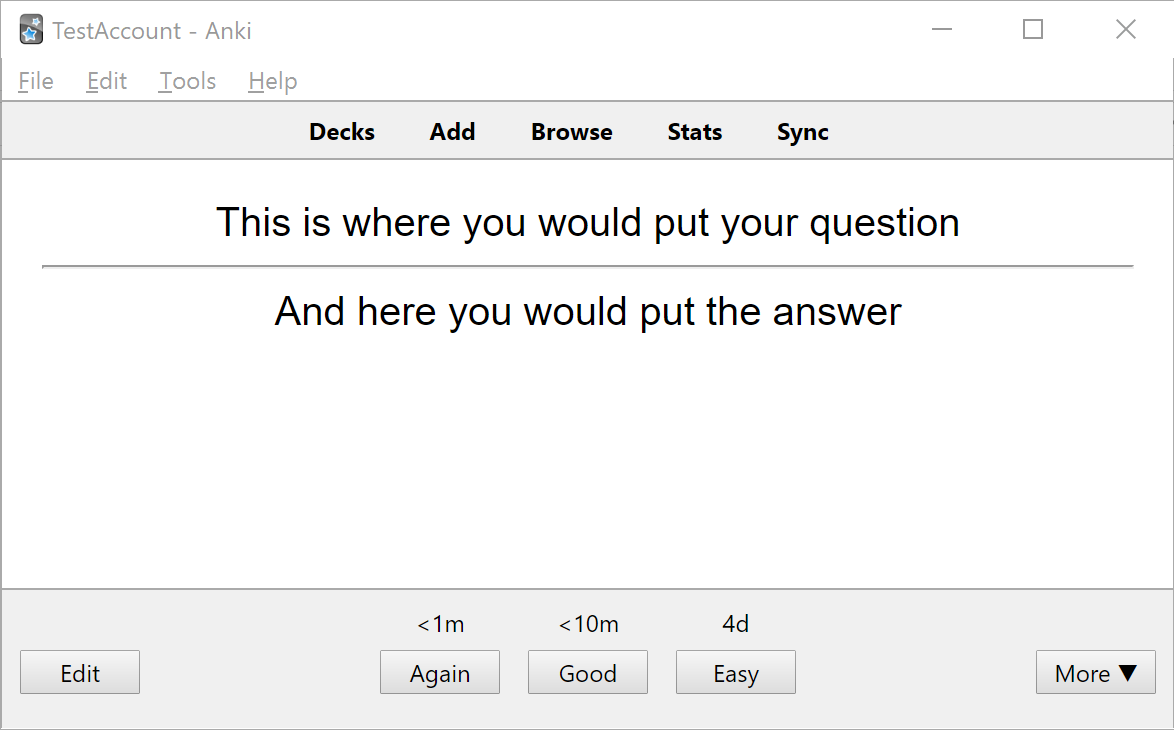 TestAccount - Anki
File Edit Tools Help
Decks Add Browse Stats Sync
This is where you would put your question
And here you would put the answer
<1m <10m 4d
Edit Again Good Easy More ▼